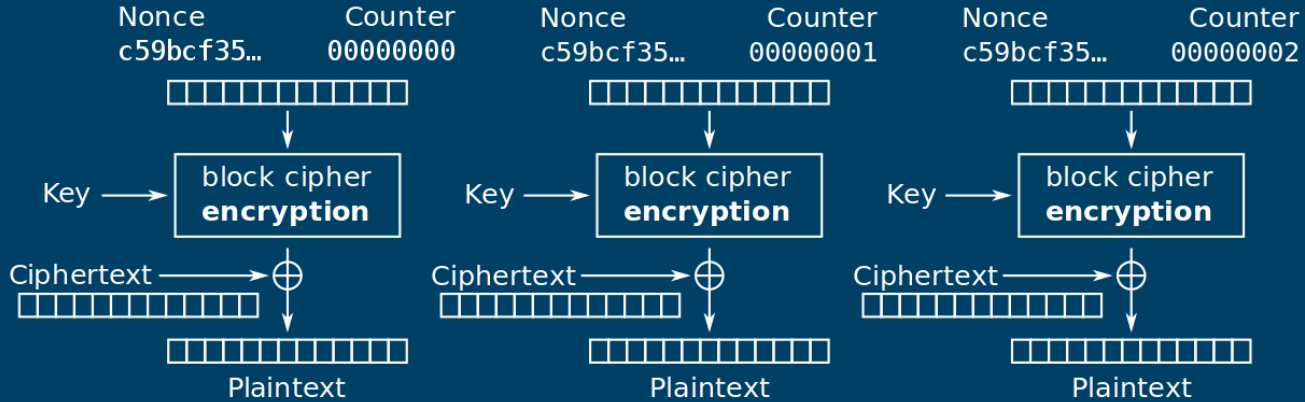 Nonce Counter Nonce Counter Nonce Counter
c59bcf35… 00000000 c59bcf35… 00000001 c59bcf35… 00000002
block cipher block cipher block cipher
Key Key Key
encryption encryption encryption
Ciphertext Ciphertext Ciphertext
Plaintext Plaintext Plaintext